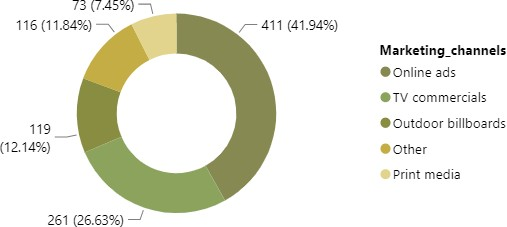 73 (7.45%)
116 (11.84%)
411 (41.94%)
119
(12.14%)
261 (26.63%)
Marketing_channels
Online ads
TV commercials
Outdoor billboards
Other
Print media